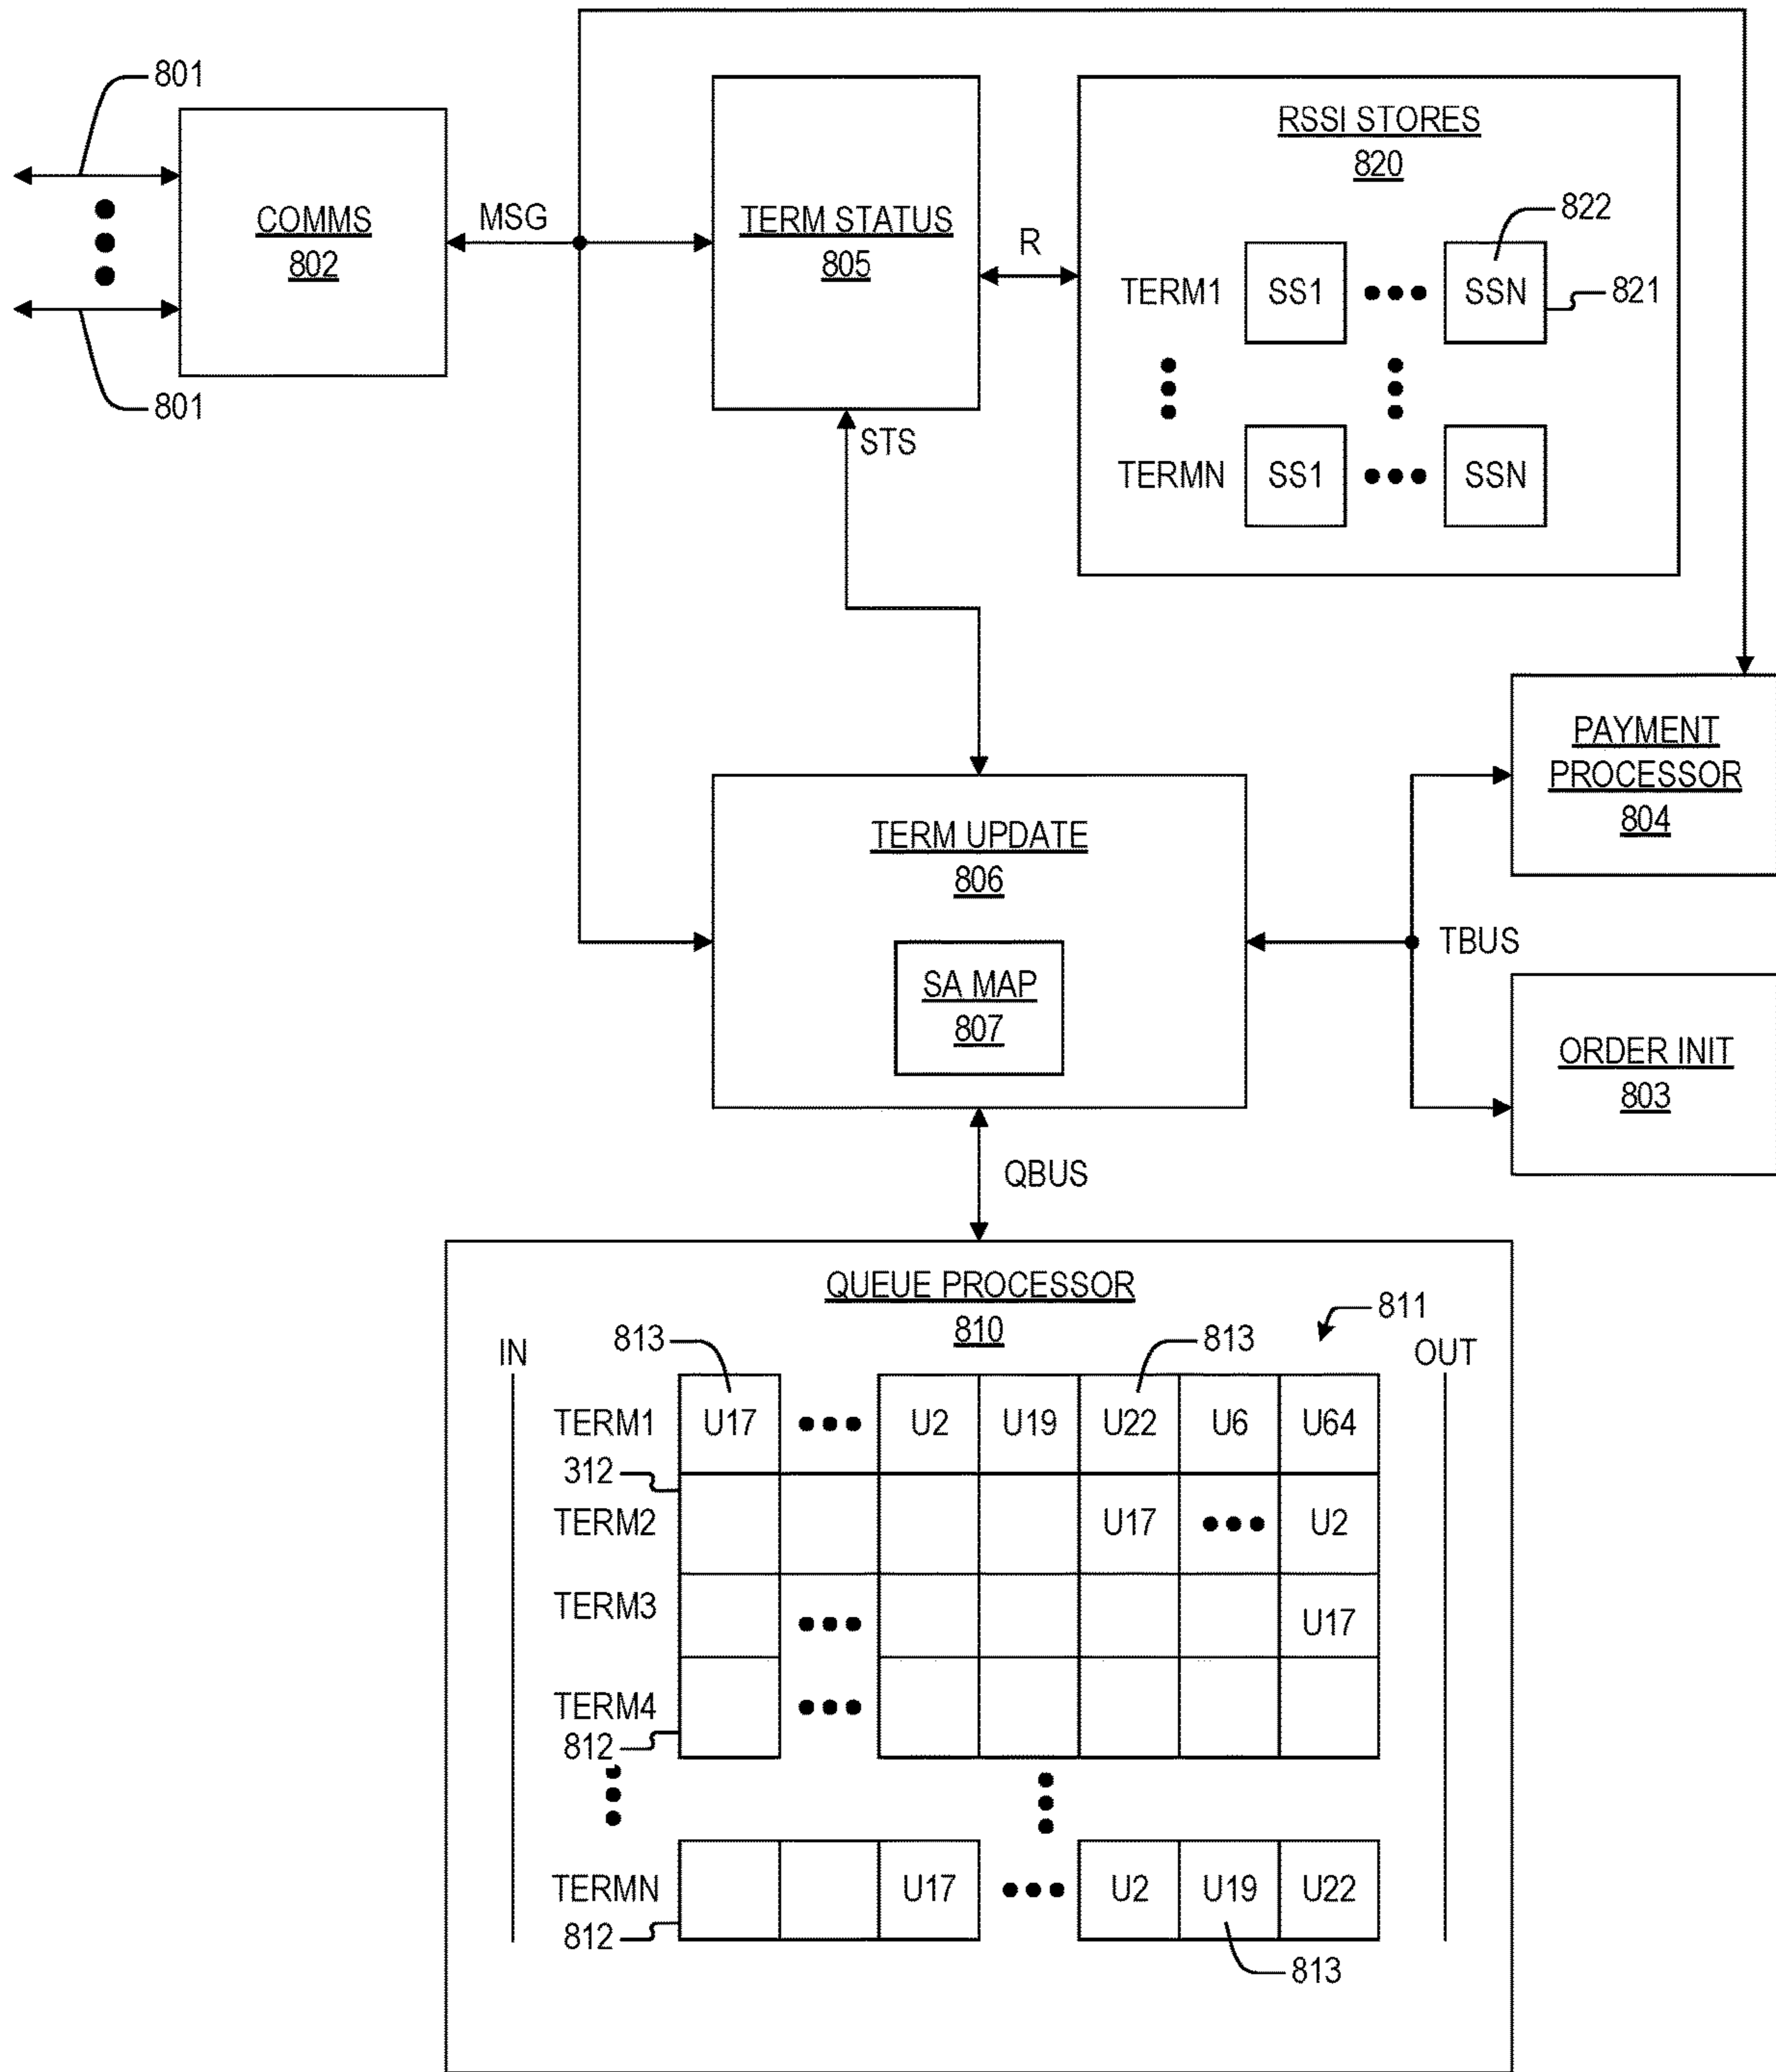 801
COMMS
802
801
MSG
TERM STATUS
805
R
STS
RSSI STORES
820
822
TERM1 SS1 SSN 821
TERMN SS1 SSN
PAYMENT
PROCESSOR
804
TERM UPDATE
806
SA MAP
807
TBUS
ORDER INIT
803
QBUS
QUEUE PROCESSOR
810
811
IN 813 813 OUT
TERM1 U17 U2 U19 U22 U6 U64
312
TERM2 U17 U2
TERM3 U17
TERM4
812
TERMN U17 U2 U19 U22
812
813